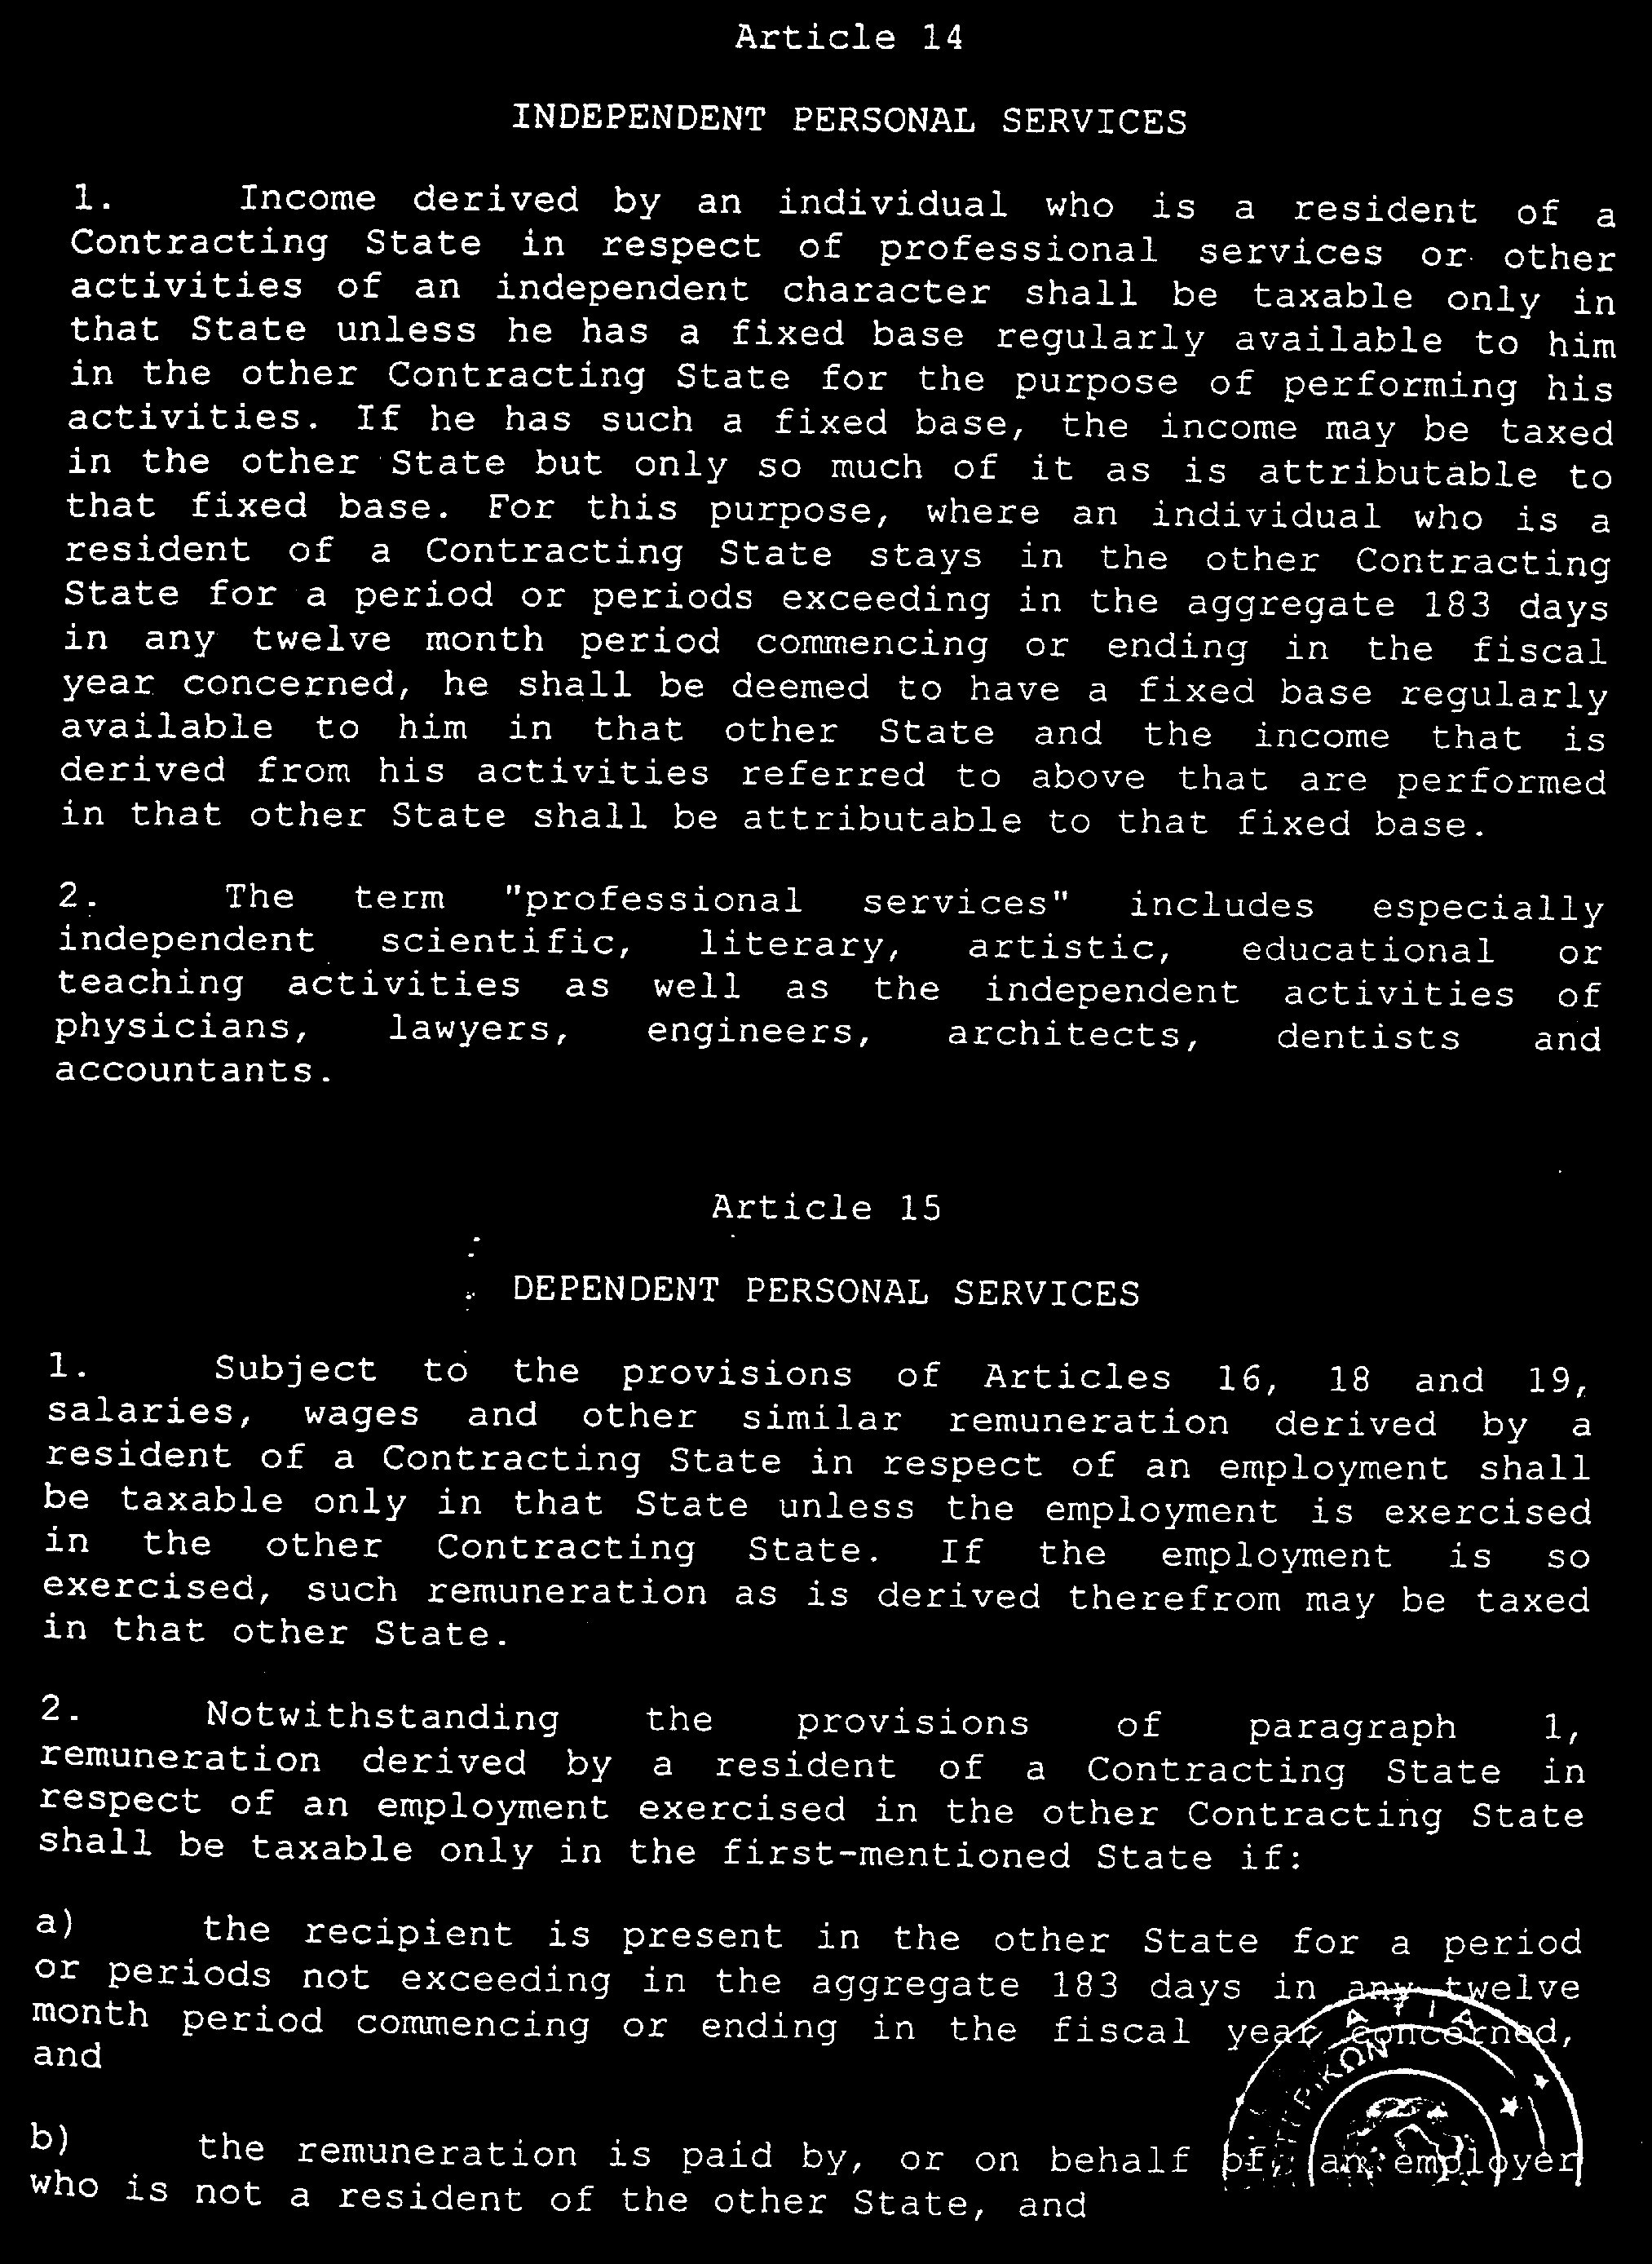 Article 14
INDEPENDENT PERSONAL SERVICES
1. Income derived by an individual who is a resident of a
Contracting State in respect of professional services or other
activities of an independent character shall be taxable only in
that State unless he has a fixed base regularly available to him
in the other Contracting State for the purpose of performing his
activities. If he has such a fixed base, the income may be taxed
in the other State but only so much of it as is attributable to
that fixed base. For this purpose, where an individual who is a
resident of a Contracting State stays in the other Contracting
State for a period or periods exceeding in the aggregate 183 days
in any twelve month period commencing or ending in the fiscal
year concerned, he shall be deemed to have a fixed base regularly
available to him in that other State and the income that is
derived from his activities referred to above that are performed
in that other State shall be attributable to that fixed base.
2. The term "professional services" includes especially
independent scientific, literary, artistic, educational or
teaching activities as well as the independent activities of
physicians, lawyers, engineers, architects, dentists and
accountants.
Article 15
DEPENDENT PERSONAL SERVICES
1. Subject to the provisions of Articles 16, 18 and 19,
salaries, wages and other similar remuneration derived by a
resident of a Contracting State in respect of an employment shall
be taxable only in that State unless the employment is exercised
in the other Contracting State. If the employment is so
exercised, such remuneration as is derived therefrom may be taxed
in that other State.
2. Notwithstanding the provisions of paragraph 1,
remuneration derived by a resident of a Contracting State in
respect of an employment exercised in the other Contracting State
shall be taxable only in the first-mentioned State if:
a) the recipient is present in the other State for a period
or periods not exceeding in the aggregate 183 days in any twelve
month period commencing or ending in the fiscal year concerned,
and
b) the remuneration is paid by, or on behalf of, an employer
who is not a resident of the other State, and